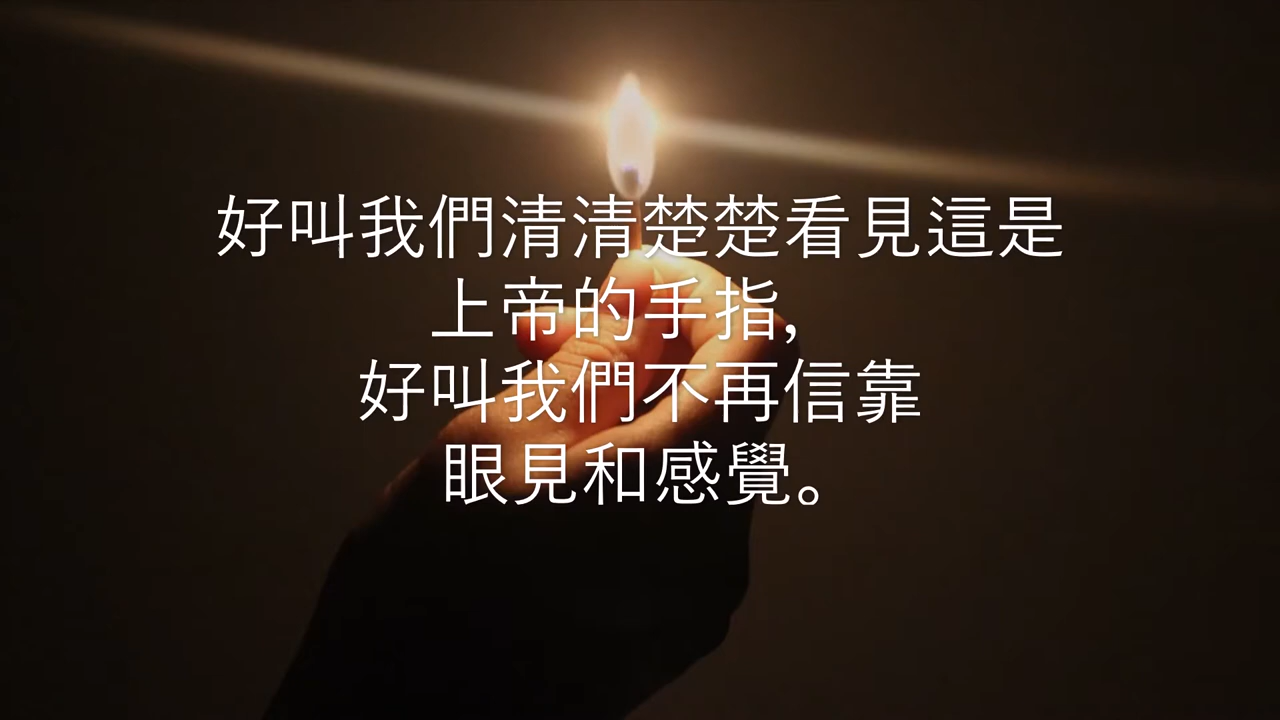 好叫我們清清楚楚看見這是
上帝的手指，
好叫我們不再信靠
眼見和感覺。